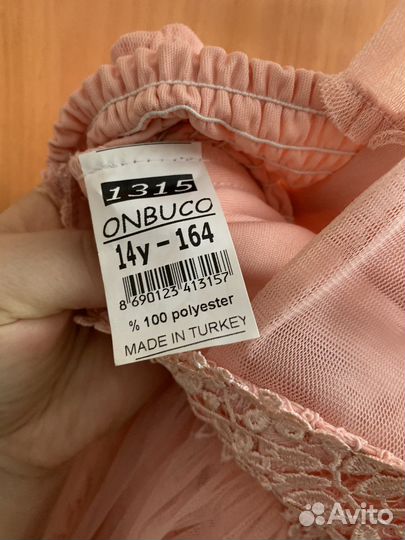 1315
ONBUCO
14y-164
8 690123 413157
% 100 polyester
MADE IN TURKEY
Avito